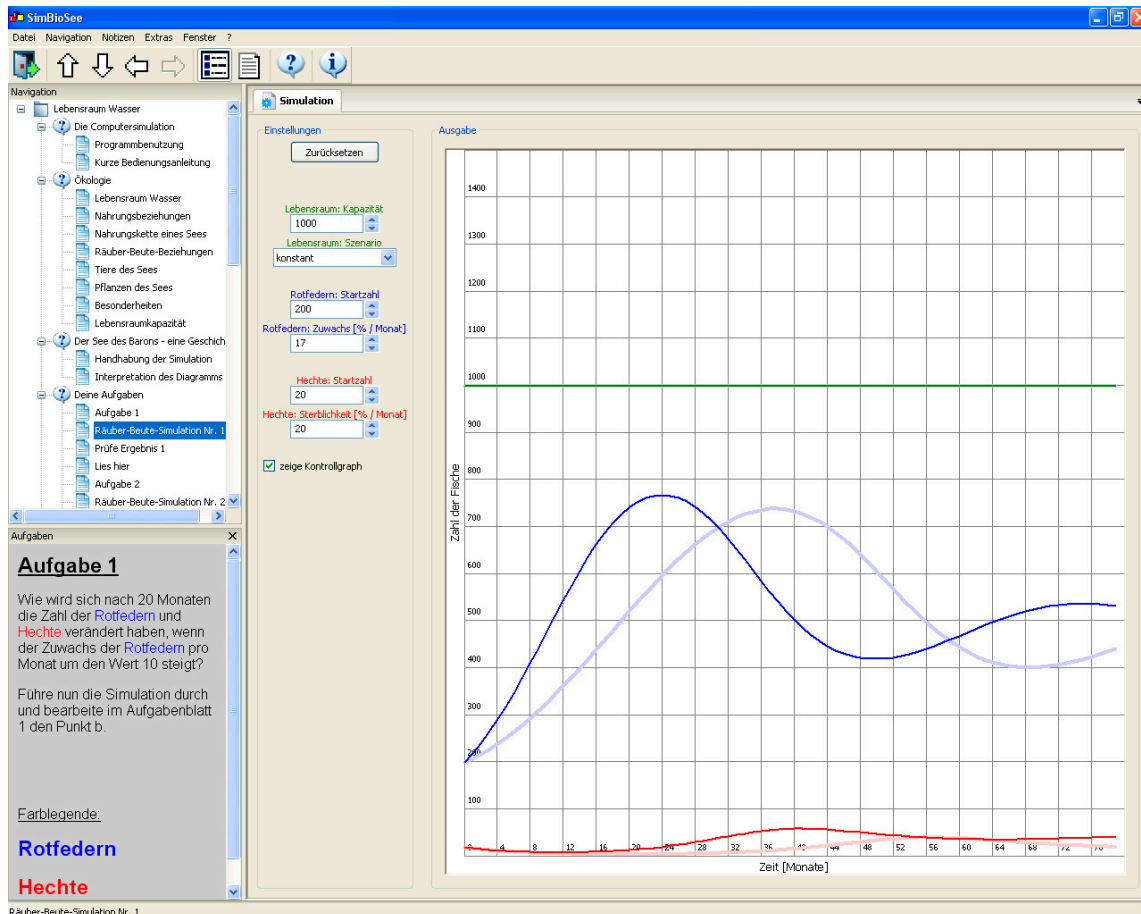 SimBioSee
Datei Navigation Notizen Extras Fenster ?
Navigation
Lebensraum Wasser
Die Computersimulation
Programmbenutzung
Kurze Bedienungsanleitung
Ökologie
Lebensraum Wasser
Nahrungsbeziehungen
Nahrungskette eines Sees
Räuber-Beute-Beziehungen
Tiere des Sees
Pflanzen des Sees
Besonderheiten
Lebensraumkapazität
Der See des Barons - eine Geschich
Handhabung der Simulation
Interpretation des Diagramms
Deine Aufgaben
Aufgabe 1
Räuber-Beute-Simulation Nr. 1
Prüfe Ergebnis 1
Lies hier
Aufgabe 2
Räuber-Beute-Simulation Nr. 2
Aufgaben
Aufgabe 1
Wie wird sich nach 20 Monaten
die Zahl der Rotfedern und
Hechte verändert haben, wenn
der Zuwachs der Rotfedern pro
Monat um den Wert 10 steigt?
Führe nun die Simulation durch
und bearbeite im Aufgabenblatt
1 den Punkt b.
Farblegende:
Rotfedern
Hechte
Simulation
Einstellungen
Zurücksetzen
Lebensraum: Kapazität
1000
Lebensraum: Szenario
konstant
Rotfedern: Startzahl
200
Rotfedern: Zuwachs [% / Monat]
17
Hechte: Startzahl
20
Hechte: Sterblichkeit [% / Monat]
20
zeige Kontrollgraph
Ausgabe
1400
1300
1200
1100
1000
900
800
700
600
500
400
300
200
100
Zahl der Fische
0 4 8 12 16 20 24 28 32 36 40 44 48 52 56 60 64 68 72 76
Zeit [Monate]
Räuber-Beute-Simulation Nr. 1